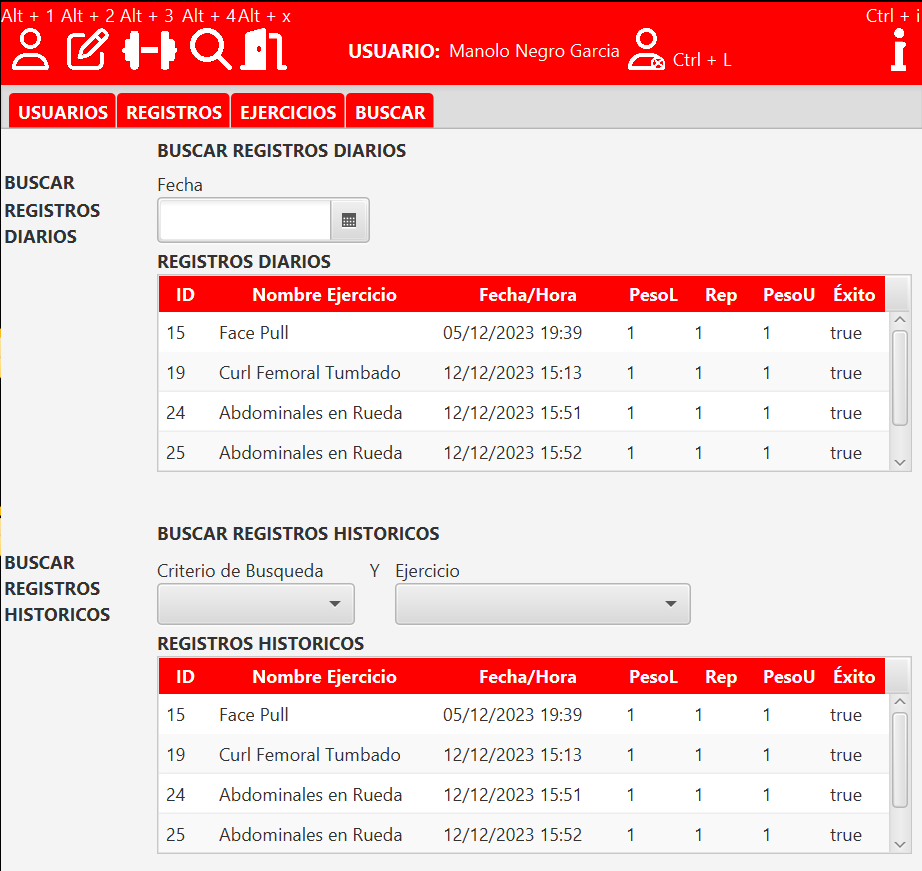 Alt + 1 Alt + 2 Alt + 3 Alt + 4 Alt + x Ctrl + i
USUARIO: Manolo Negro Garcia Ctrl + L
USUARIOS REGISTROS EJERCICIOS BUSCAR
BUSCAR REGISTROS DIARIOS
BUSCAR
REGISTROS
DIARIOS
Fecha
REGISTROS DIARIOS
ID Nombre Ejercicio Fecha/Hora PesoL Rep PesoU Éxito
15 Face Pull 05/12/2023 19:39 1 1 1 true
19 Curl Femoral Tumbado 12/12/2023 15:13 1 1 1 true
24 Abdominales en Rueda 12/12/2023 15:51 1 1 1 true
25 Abdominales en Rueda 12/12/2023 15:52 1 1 1 true
BUSCAR REGISTROS HISTORICOS
BUSCAR
REGISTROS
HISTORICOS
Criterio de Busqueda Y Ejercicio
REGISTROS HISTORICOS
ID Nombre Ejercicio Fecha/Hora PesoL Rep PesoU Éxito
15 Face Pull 05/12/2023 19:39 1 1 1 true
19 Curl Femoral Tumbado 12/12/2023 15:13 1 1 1 true
24 Abdominales en Rueda 12/12/2023 15:51 1 1 1 true
25 Abdominales en Rueda 12/12/2023 15:52 1 1 1 true